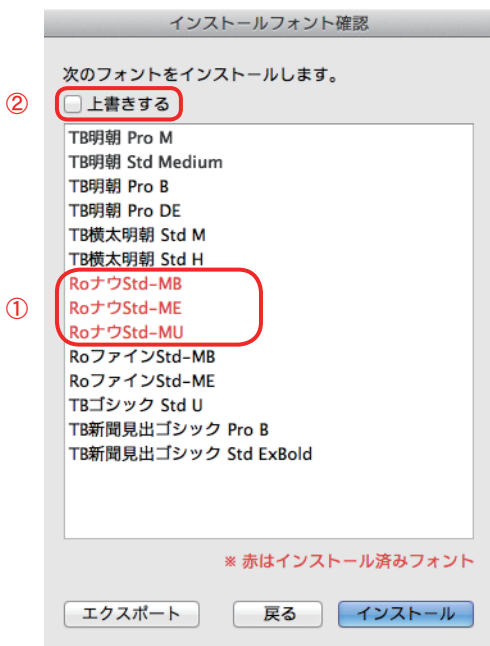 インストールフォント確認
次のフォントをインストールします。
② 上書きする
TB明朝 Pro M
TB明朝 Std Medium
TB明朝 Pro B
TB明朝 Pro DE
TB横太明朝 Std M
TB横太明朝 Std H
RoナウStd-MB
① RoナウStd-ME
RoナウStd-MU
RoファインStd-MB
RoファインStd-ME
TBゴシック Std U
TB新聞見出ゴシック Pro B
TB新聞見出ゴシック Std ExBold
※ 赤はインストール済みフォント
エクスポート 戻る インストール